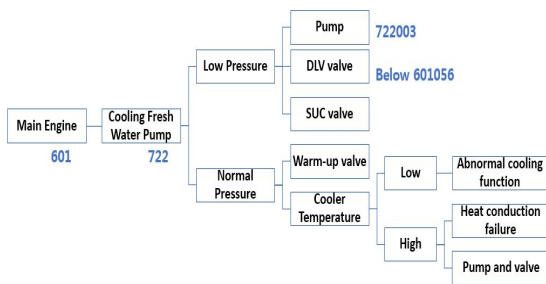 Pump
722003
Low Pressure
DLV valve
Below 601056
SUC valve
Main Engine
601
Cooling Fresh
Water Pump
722
Warm-up valve
Normal
Pressure
Cooler
Temperature
Low
Abnormal cooling
function
High
Heat conduction
failure
Pump and valve